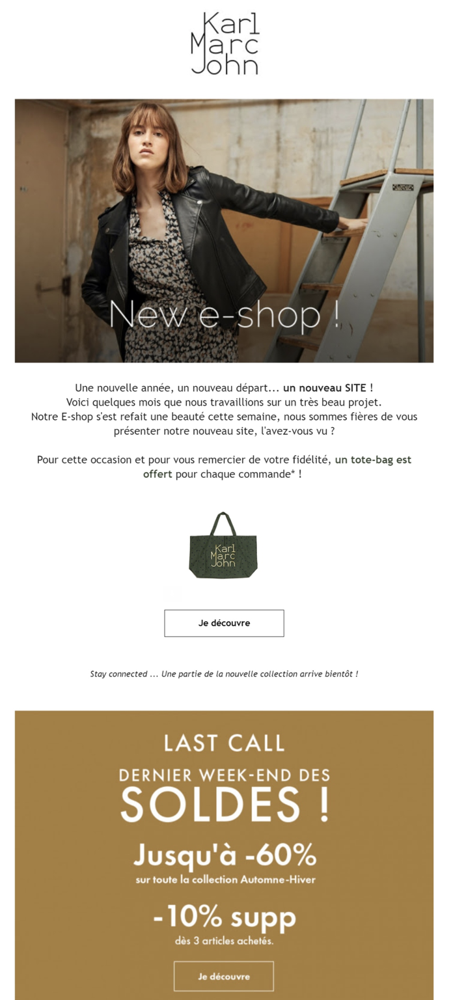 Karl
Marc
John
New e-shop !
Une nouvelle année, un nouveau départ... un nouveau SITE !
Voici quelques mois que nous travaillions sur un très beau projet.
Notre E-shop s'est refait une beauté cette semaine, nous sommes fières de vous
présenter notre nouveau site, l'avez-vous vu ?
Pour cette occasion et pour vous remercier de votre fidélité, un tote-bag est
offert pour chaque commande* !
Karl
Marc
John
Je découvre
Stay connected ... Une partie de la nouvelle collection arrive bientôt !
LAST CALL
DERNIER WEEK-END DES
SOLDES !
Jusqu'à -60%
sur toute la collection Automne-Hiver
-10% supp
dès 3 articles achetés.
Je découvre